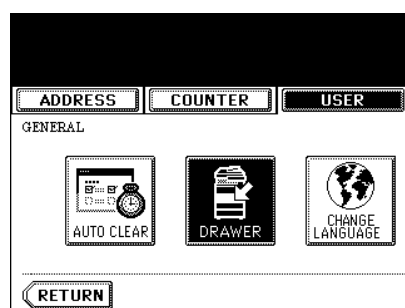 ADDRESS COUNTER USER
GENERAL
AUTO CLEAR DRAWER CHANGE LANGUAGE
RETURN